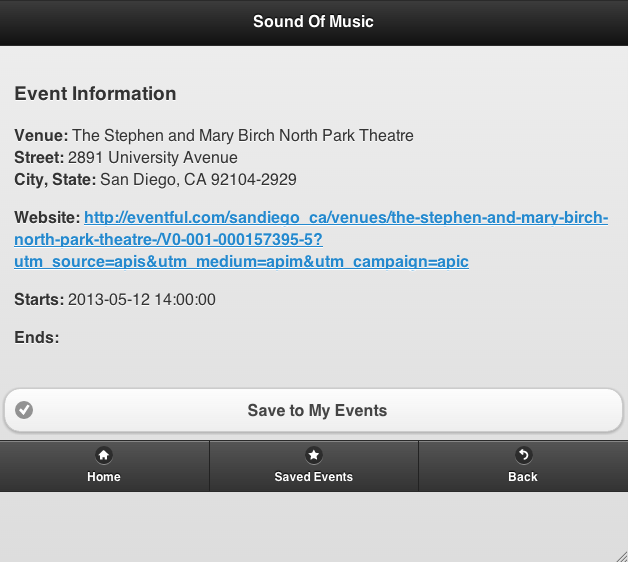 Sound Of Music
Event Information
Venue: The Stephen and Mary Birch North Park Theatre
Street: 2891 University Avenue
City, State: San Diego, CA 92104-2929
Website: http://eventful.com/sandiego_ca/venues/the-stephen-and-mary-birch-
north-park-theatre-/V0-001-000157395-5?
utm_source=apis&utm_medium=apim&utm_campaign=apic
Starts: 2013-05-12 14:00:00
Ends:
Save to My Events
Home
Saved Events
Back